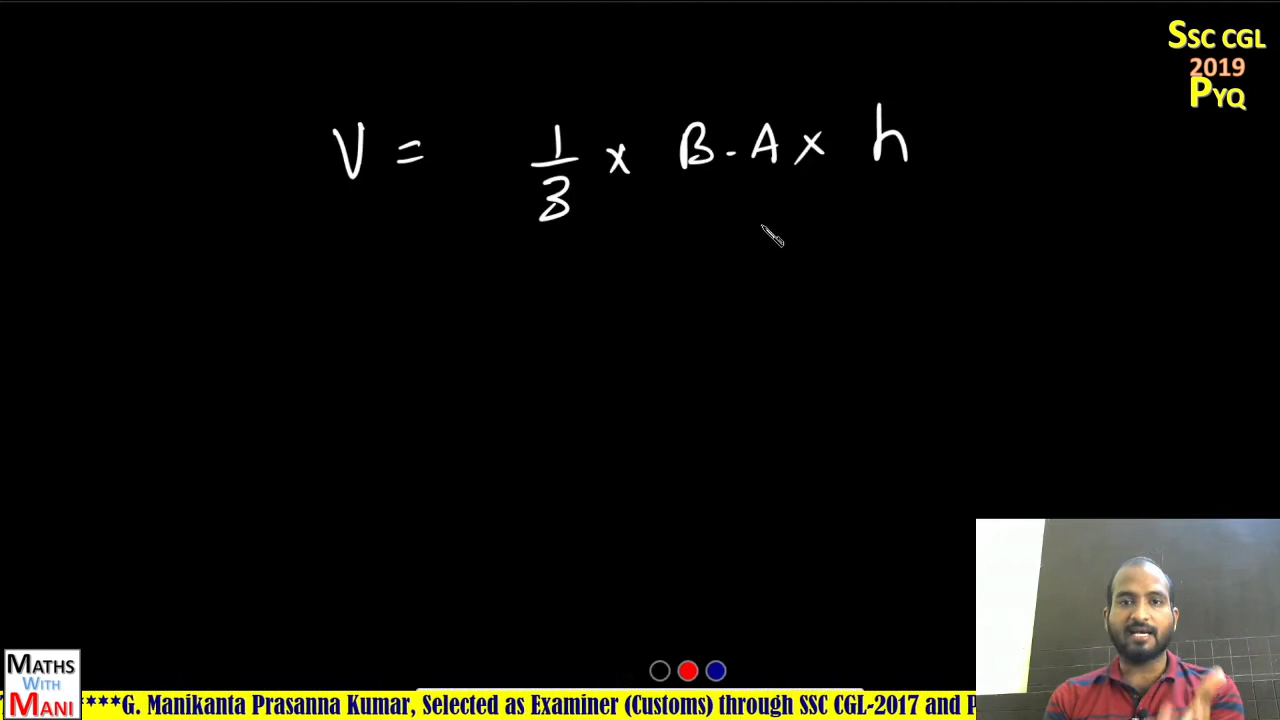 SSC CGL
2019
PYQ
V = 1/3 x B-A x h
MATHS
WITH
MANI
****G. Manikanta Prasanna Kumar, Selected as Examiner (Customs) through SSC CGL-2017 and